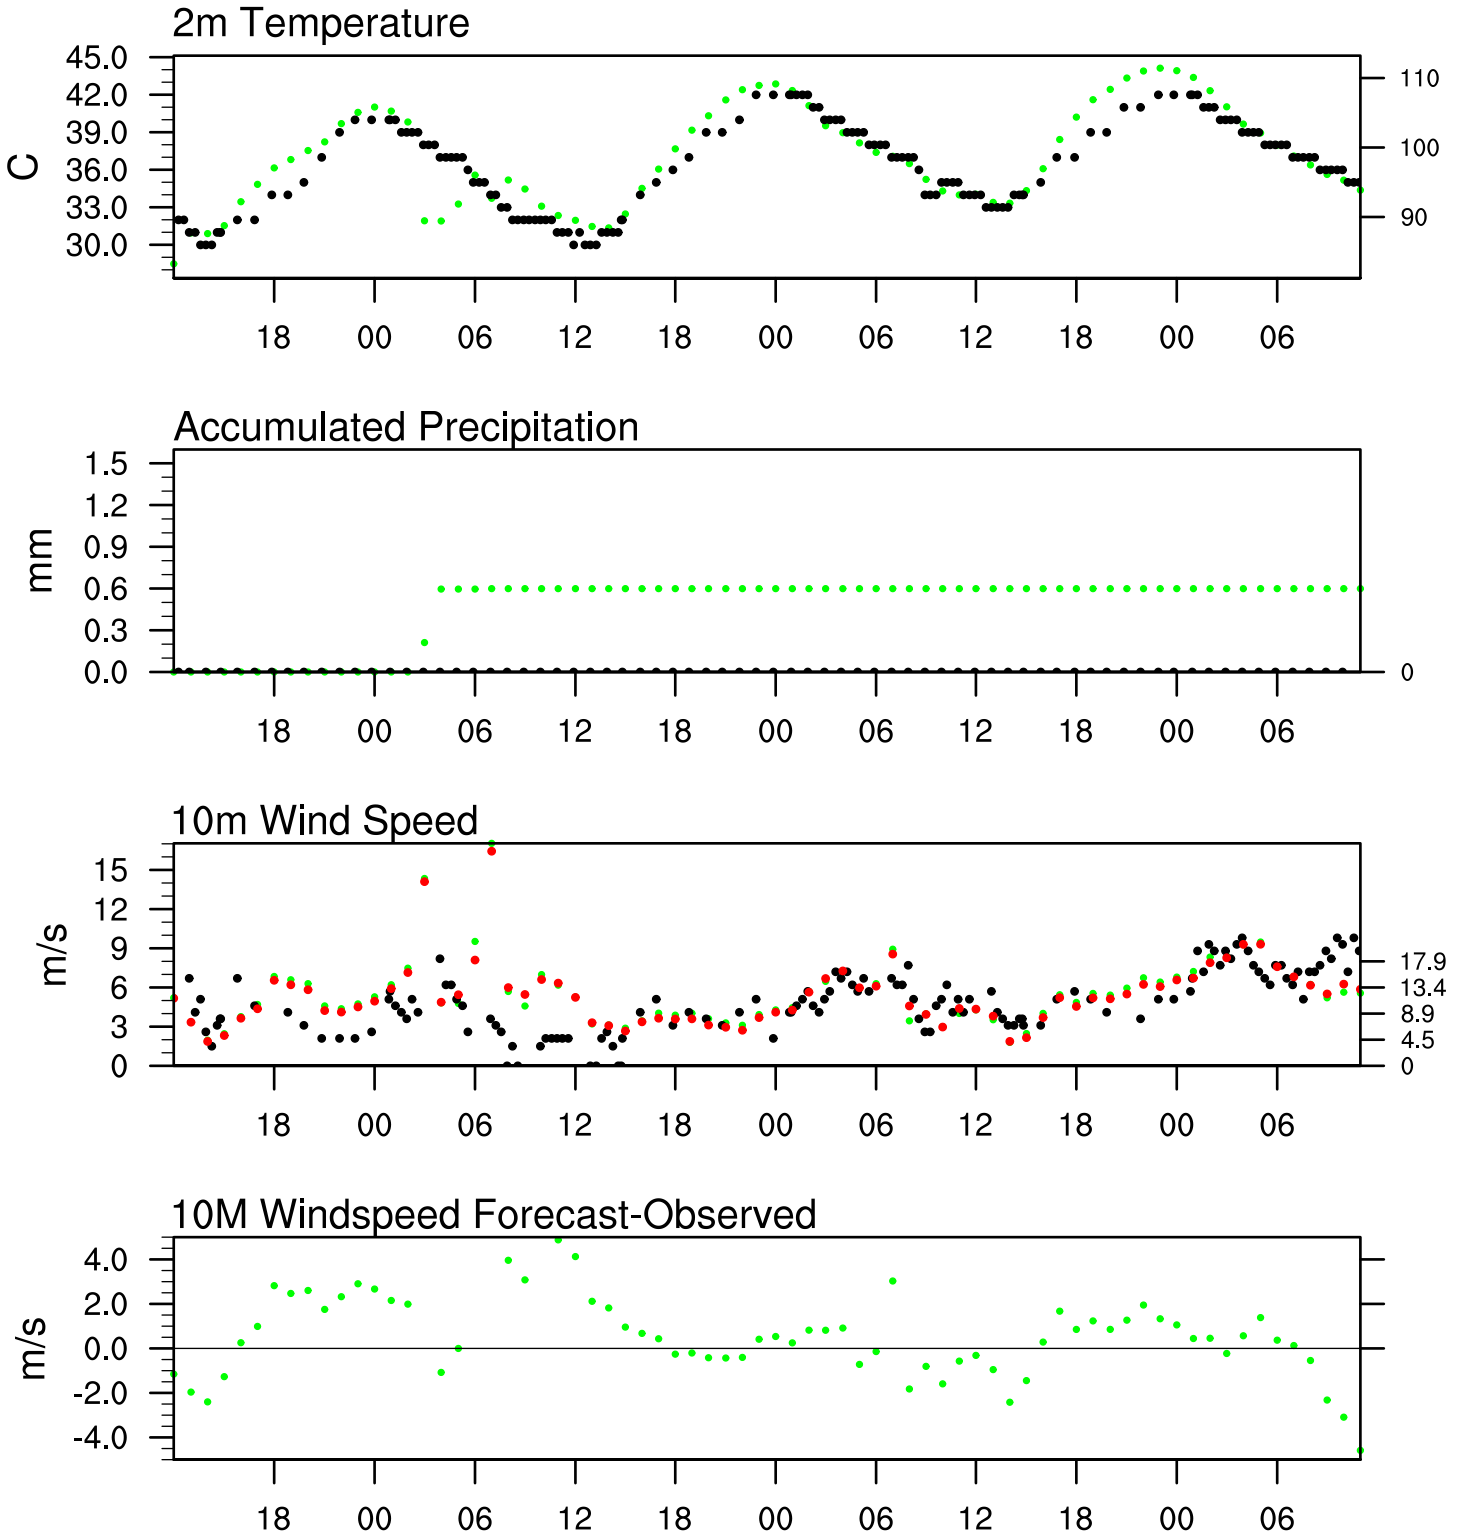 2m Temperature
45.0
42.0
39.0
36.0
33.0
30.0
C
110
100
90
18 00 06 12 18 00 06 12 18 00 06
Accumulated Precipitation
1.5
1.2
0.9
0.6
0.3
0.0
mm
0
18 00 06 12 18 00 06 12 18 00 06
10m Wind Speed
15
12
9
6
3
0
m/s
17.9
13.4
8.9
4.5
0
18 00 06 12 18 00 06 12 18 00 06
10M Windspeed Forecast-Observed
4.0
2.0
0.0
-2.0
-4.0
m/s
18 00 06 12 18 00 06 12 18 00 06